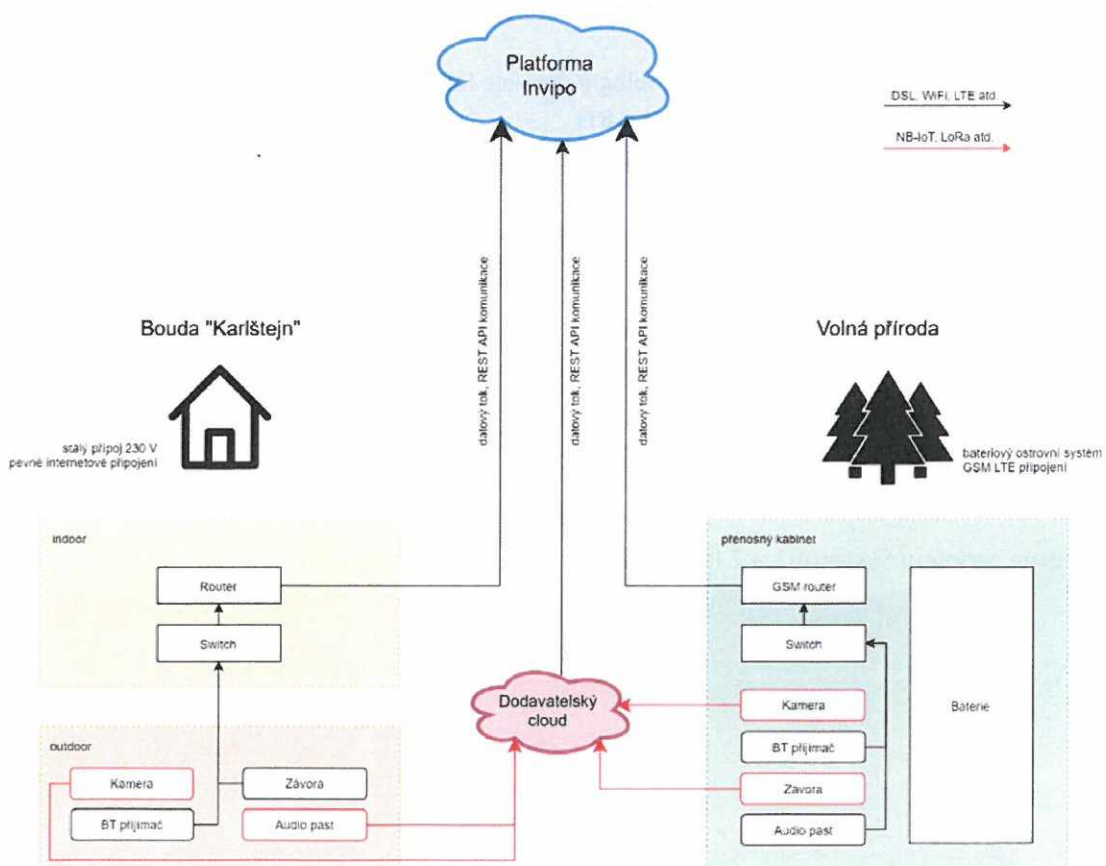 Platforma
Invipo
DSL, WiFi, LTE atd
NB-IoT, LoRa atd.
datový tok, REST API komunikace
datový tok, REST API komunikace
datový tok, REST API komunikace
Bouda "Karlštejn"
stálý přípoj 230 V
pevné internetové připojení
Volná příroda
bateriový ostrovní systém
GSM LTE připojení
indoor
Router
Switch
outdoor
Kamera
Závora
BT přijímač
Audio past
Dodavatelský
cloud
přenosný kabinet
GSM router
Switch
Kamera
BT přijímač
Závora
Audio past
Baterie